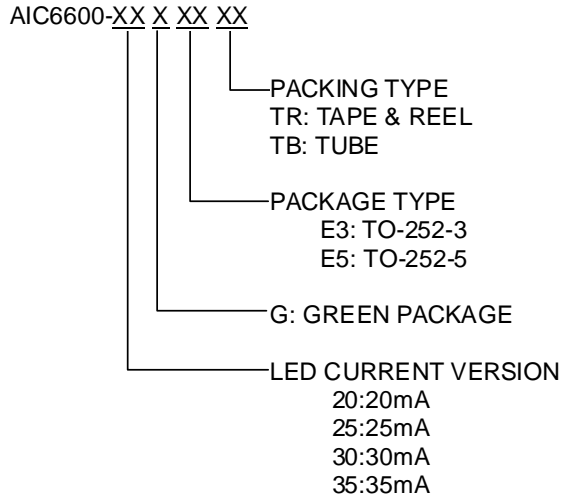 AIC6600-XX X XX XX
PACKING TYPE
TR: TAPE & REEL
TB: TUBE
PACKAGE TYPE
E3: TO-252-3
E5: TO-252-5
G: GREEN PACKAGE
LED CURRENT VERSION
20:20mA
25:25mA
30:30mA
35:35mA